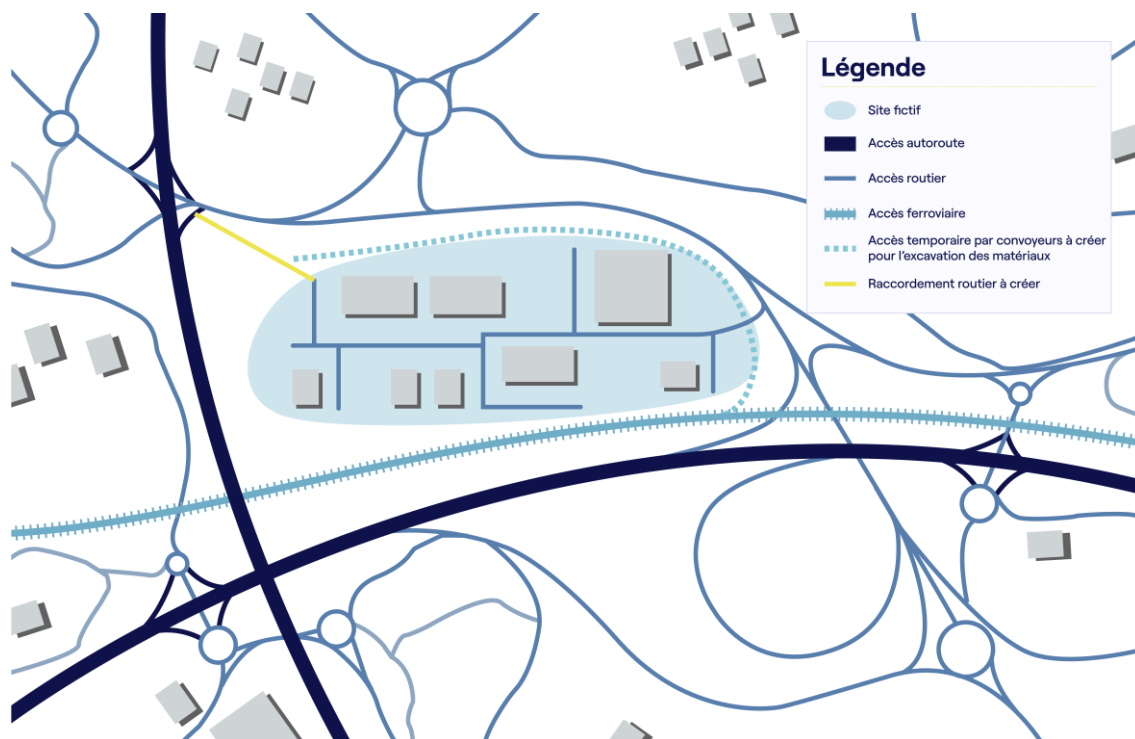 Légende
Site fictif
Accès autoroute
Accès routier
Accès ferroviaire
Accès temporaire par convoyeurs à créer
pour l'excavation des matériaux
Raccordement routier à créer